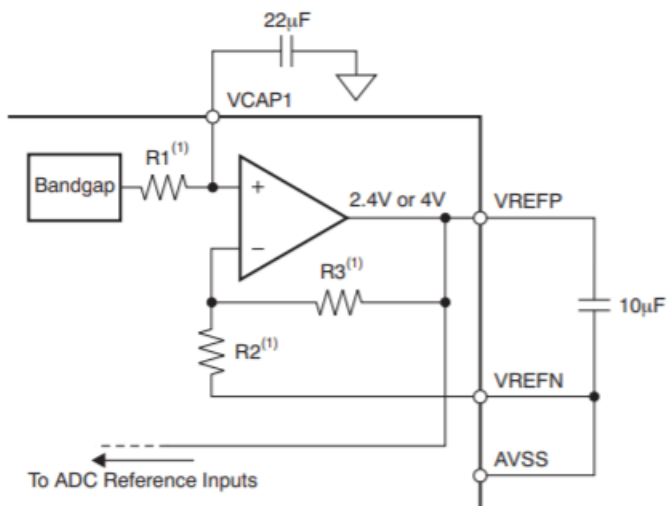 22µF
VCAP1
R1(1)
Bandgap
+
2.4V or 4V
VREFP
−
R3(1)
10µF
R2(1)
VREFN
AVSS
To ADC Reference Inputs